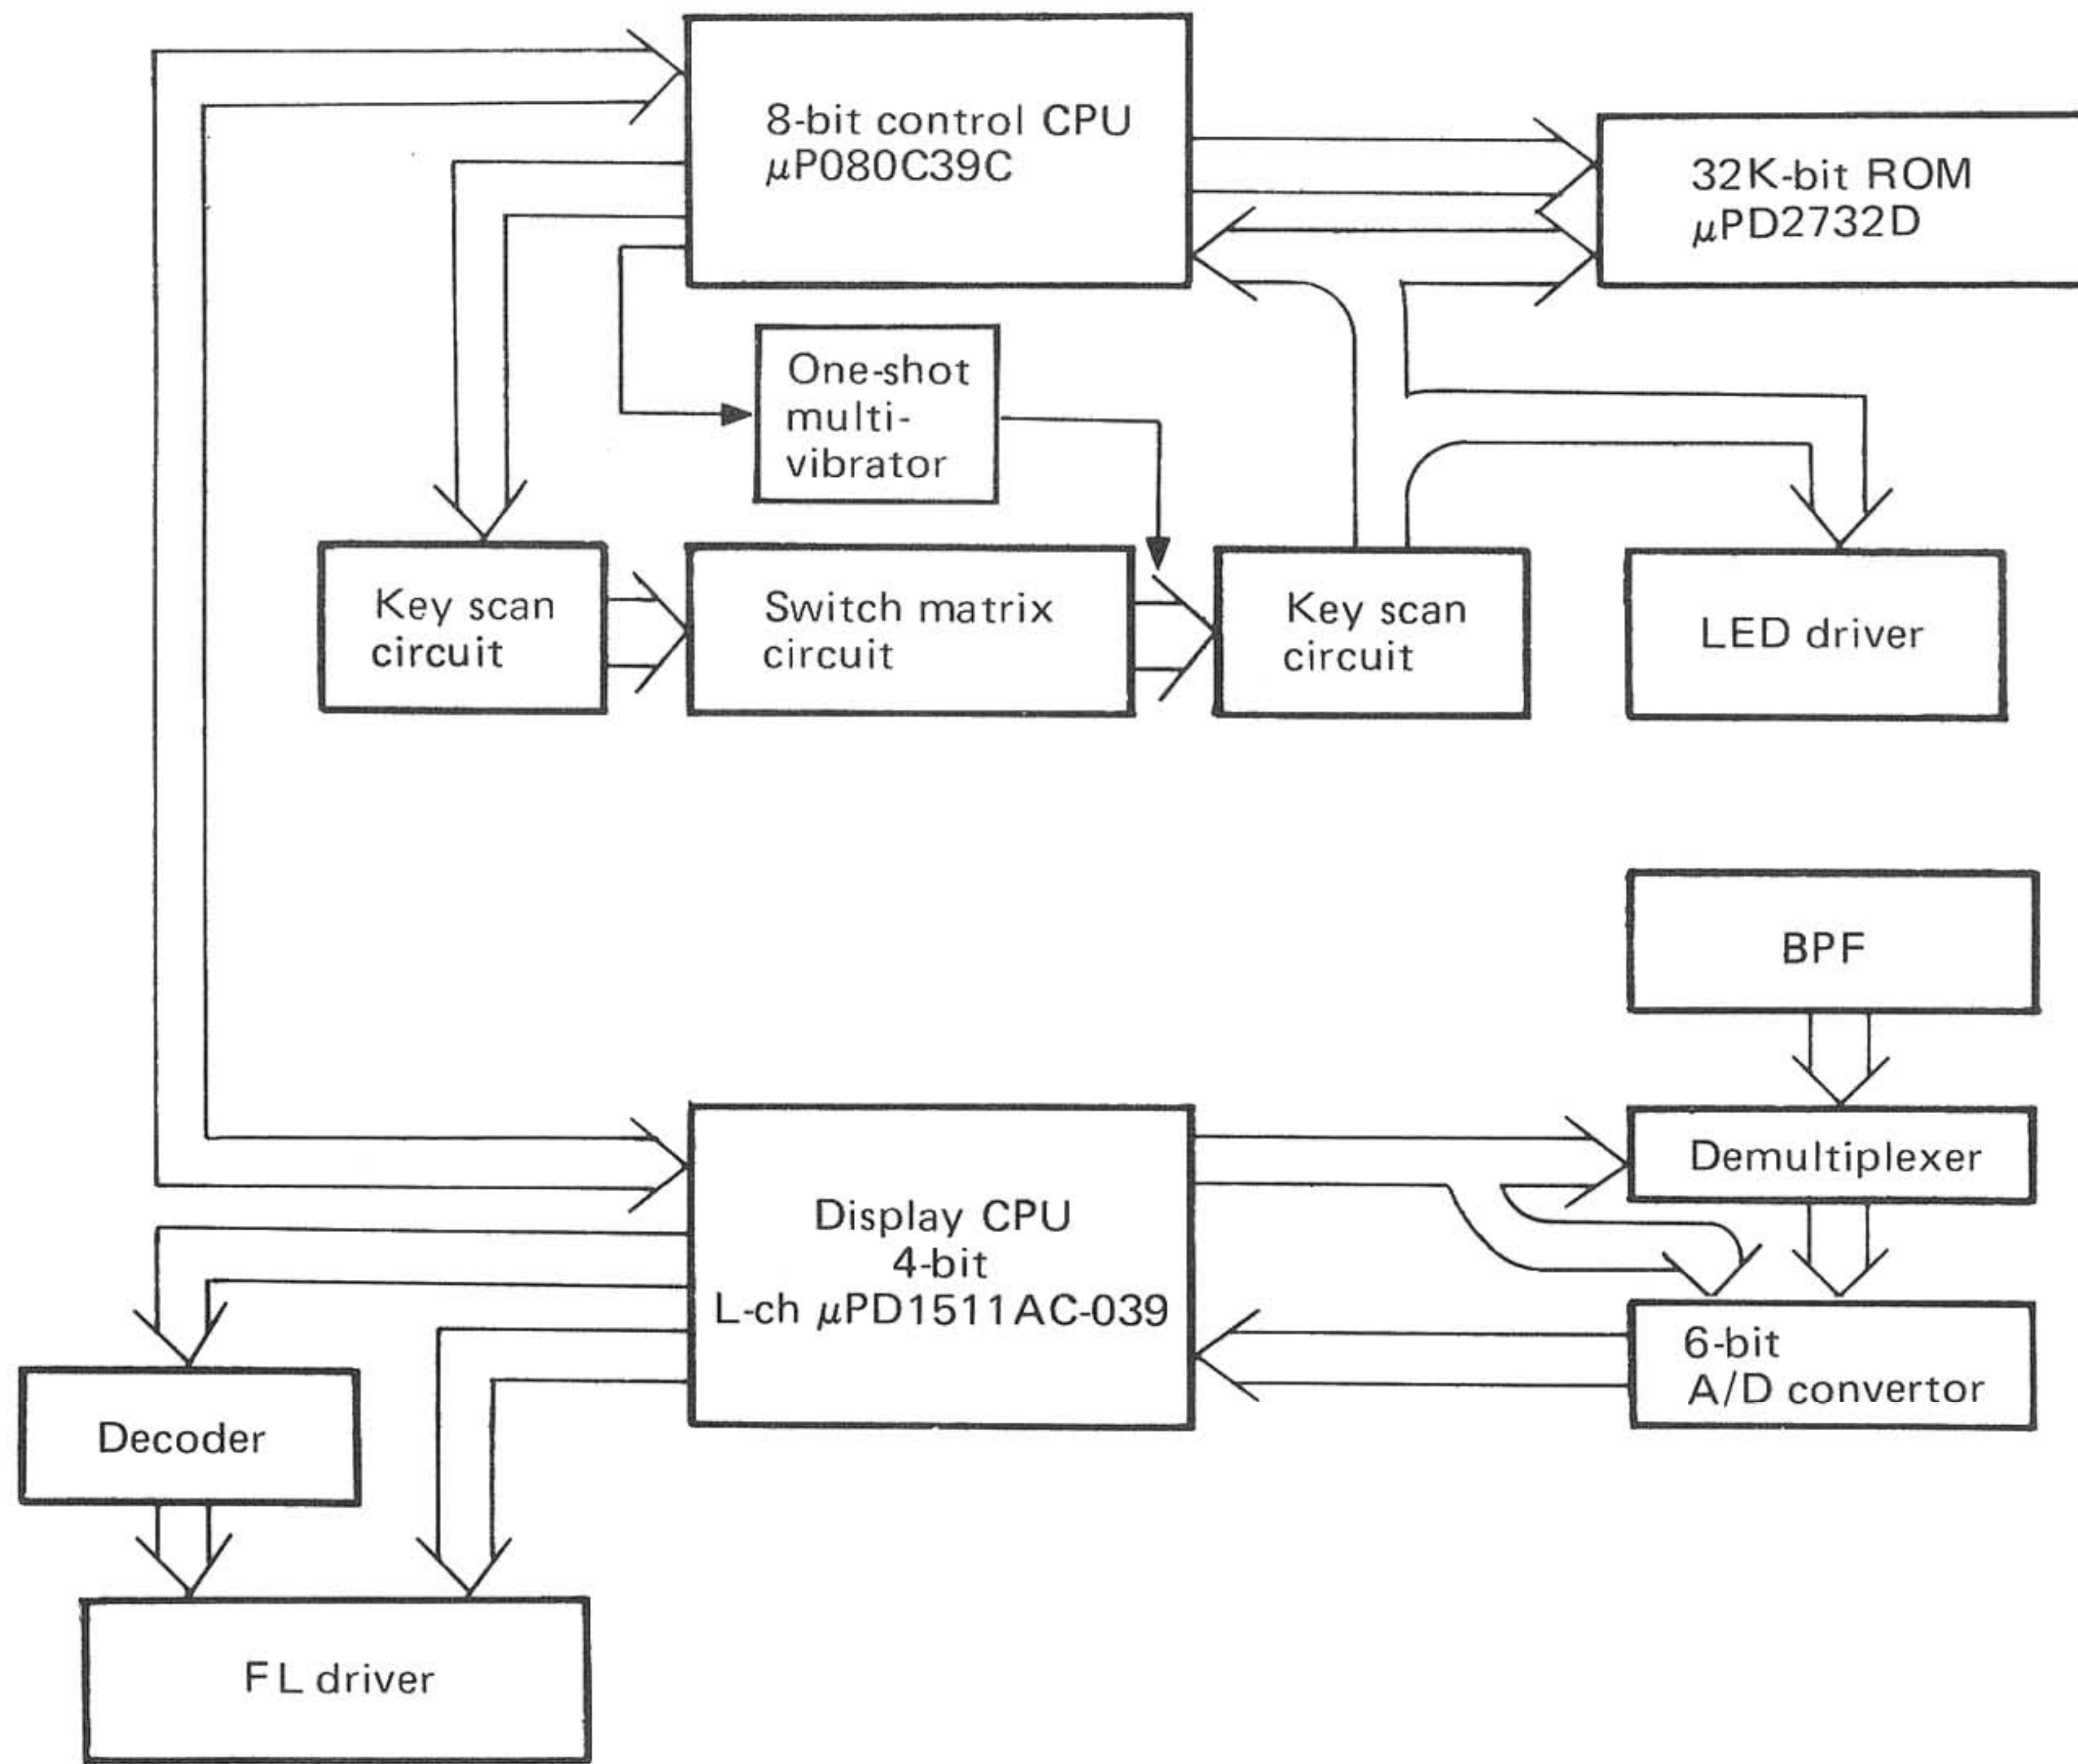 8-bit control CPU
μP080C39C
32K-bit ROM
μPD2732D
One-shot
multi-
vibrator
Key scan
circuit
Switch matrix
circuit
Key scan
circuit
LED driver
BPF
Demultiplexer
Display CPU
4-bit
L-ch μPD1511AC-039
6-bit
A/D convertor
Decoder
FL driver